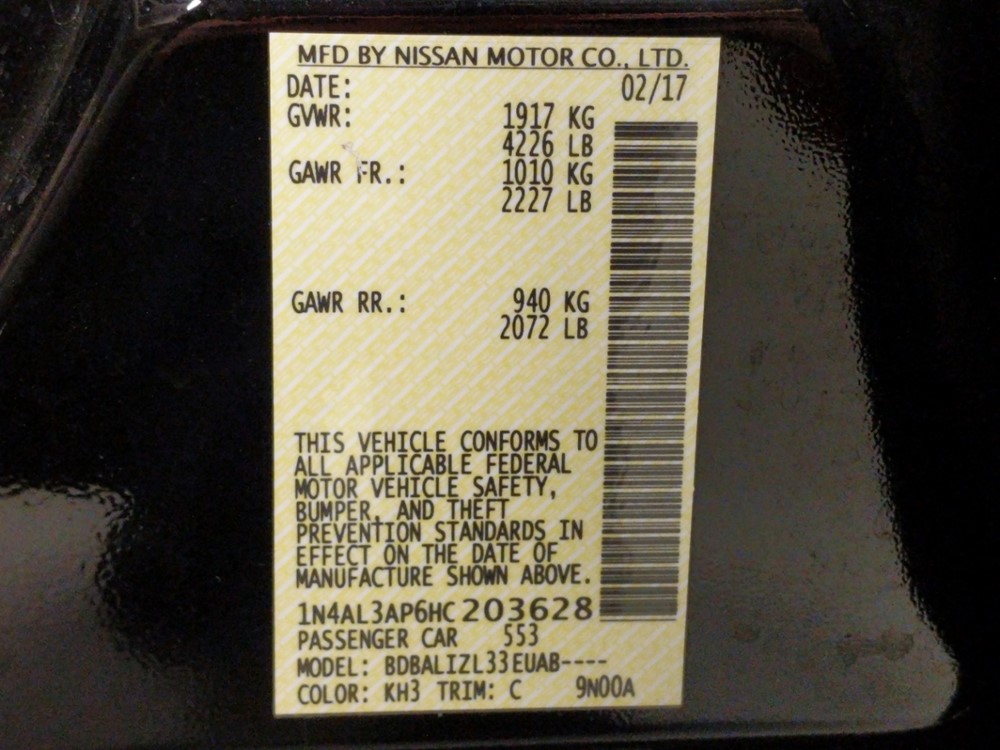 MFD BY NISSAN MOTOR CO., LTD.
DATE: 02/17
GVWR: 1917 KG
4226 LB
GAWR FR.: 1010 KG
2227 LB
GAWR RR.: 940 KG
2072 LB
THIS VEHICLE CONFORMS TO
ALL APPLICABLE FEDERAL
MOTOR VEHICLE SAFETY,
BUMPER, AND THEFT
PREVENTION STANDARDS IN
EFFECT ON THE DATE OF
MANUFACTURE SHOWN ABOVE.
1N4AL3AP6HC203628
PASSENGER CAR 553
MODEL: BDBALIZL33EUAB----
COLOR: KH3 TRIM: C 9N00A